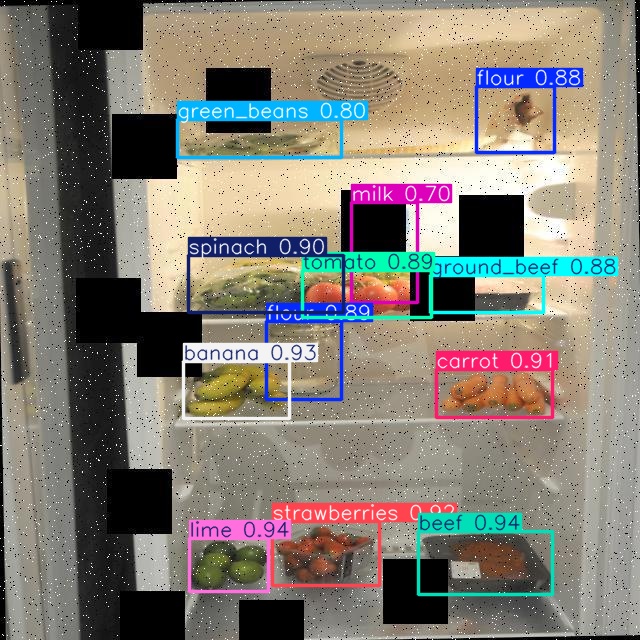 flour 0.88
green_beans 0.80
milk 0.70
spinach 0.90
tomato 0.89
ground_beef 0.88
flour 0.89
banana 0.93
carrot 0.91
strawberries 0.92
beef 0.94
lime 0.94